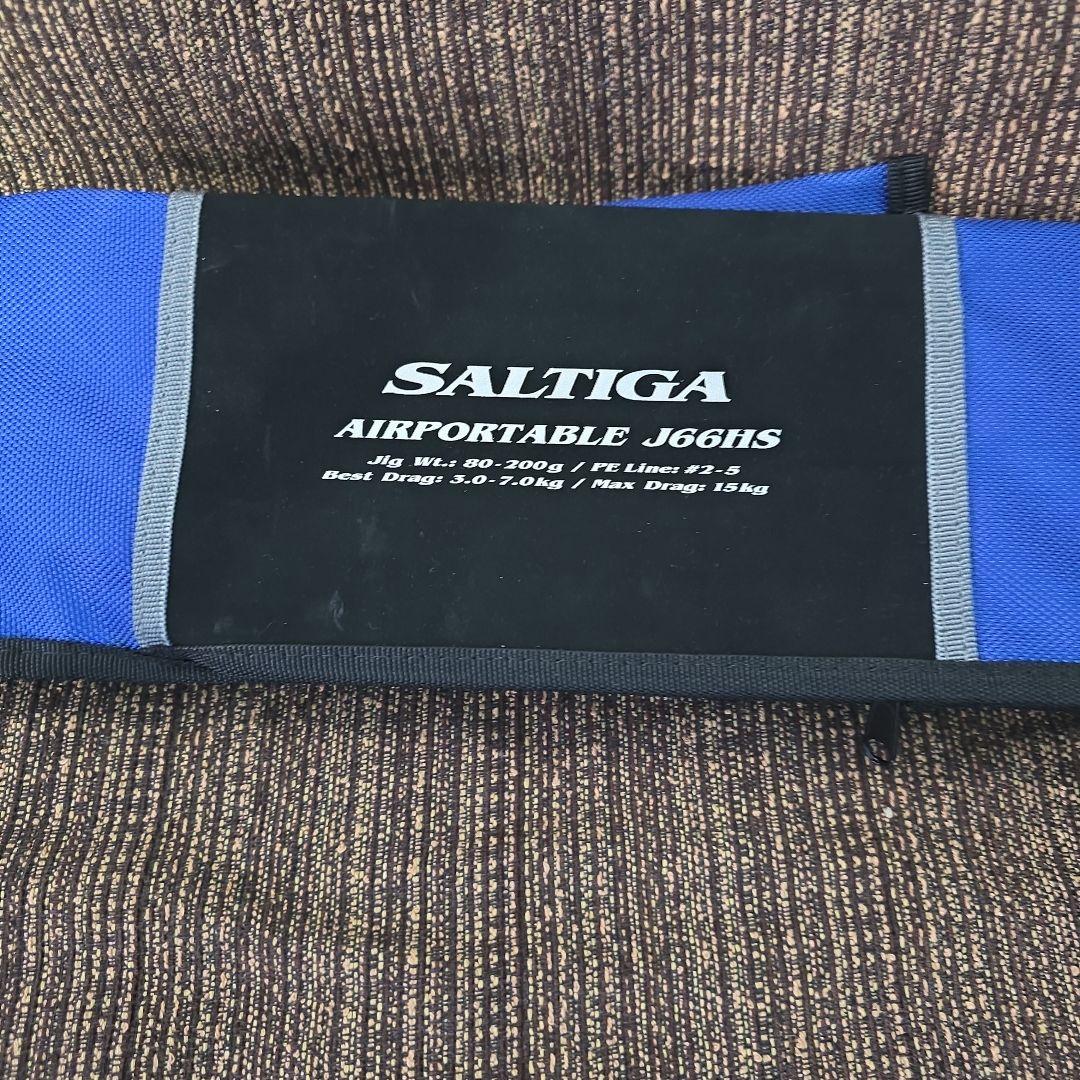 SALTIGA
AIRPORTABLE J66HS
Jig Wt.: 80-200g / PE Line: #2-5
Best Drag: 3.0-7.0kg / Max Drag: 15kg